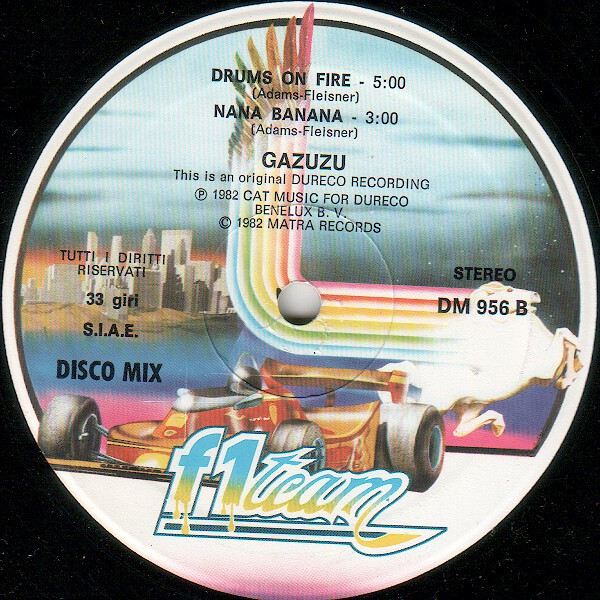 DRUMS ON FIRE - 5:00
(Adams-Fleisner)
NANA BANANA - 3:00
(Adams-Fleisner)
GAZUZU
This is an original DURECO RECORDING
℗ 1982 CAT MUSIC FOR DURECO
BENELUX B. V.
© 1982 MATRA RECORDS
TUTTI I DIRITTI
RISERVATI
33 giri
S.I.A.E.
DISCO MIX
STEREO
DM 956 B
f1team